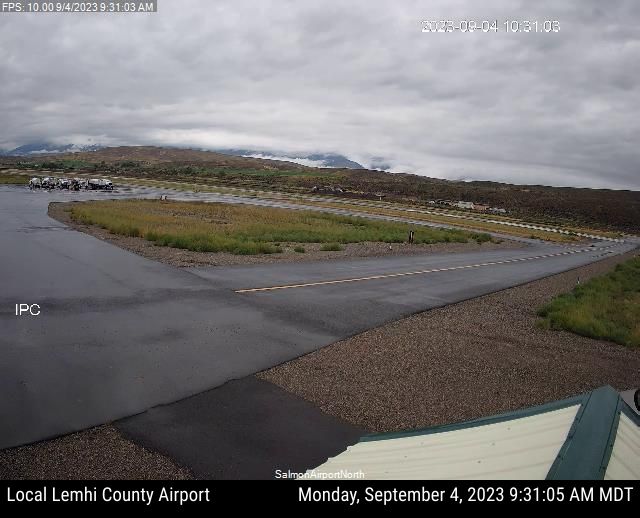 FPS: 10.00 9/4/2023 9:31:03 AM
2023-09-04 10:31:03
IPC
SalmonAirportNorth
Local Lemhi County Airport
Monday, September 4, 2023 9:31:05 AM MDT